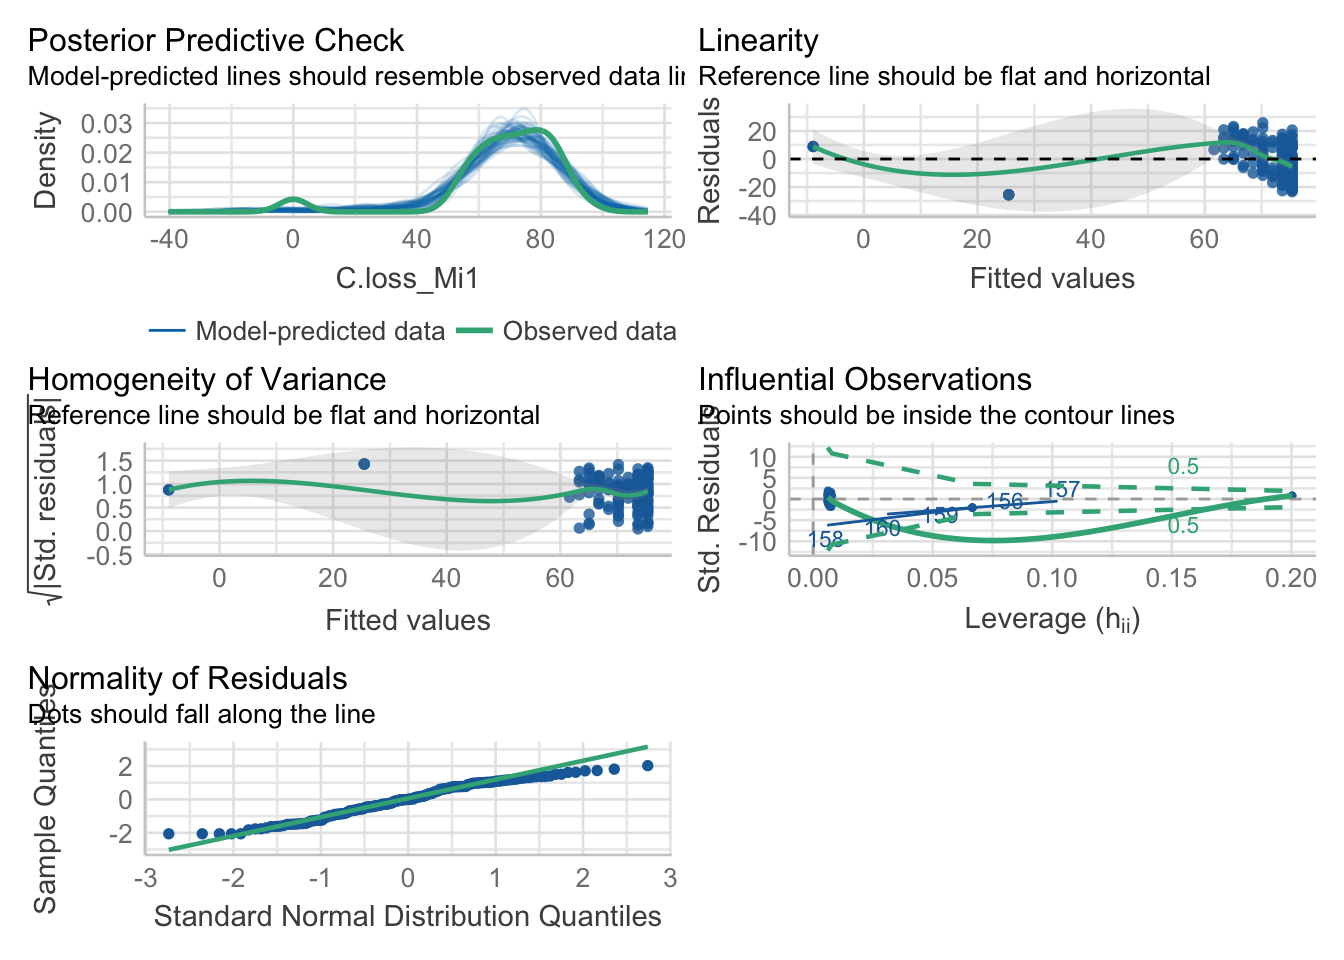 Posterior Predictive Check
Model-predicted lines should resemble observed data lir
Density
0.03
0.02
0.01
0.00
-40 0 40 80 120
C.loss_Mi1
Model-predicted data Observed data
Linearity
Reference line should be flat and horizontal
Residuals
20
0
-20
-40
0 20 40 60
Fitted values
Homogeneity of Variance
Reference line should be flat and horizontal
√|Std. residuals|
1.5
1.0
0.5
0.0
-0.5
0 20 40 60
Fitted values
Influential Observations
Points should be inside the contour lines
Std. Residuals
10
5
0
-5
-10
0.5
157
156
159
160
158
0.5
0.00 0.05 0.10 0.15 0.20
Leverage (hii)
Normality of Residuals
Dots should fall along the line
Sample Quantiles
2
0
-2
-3 -2 -1 0 1 2 3
Standard Normal Distribution Quantiles